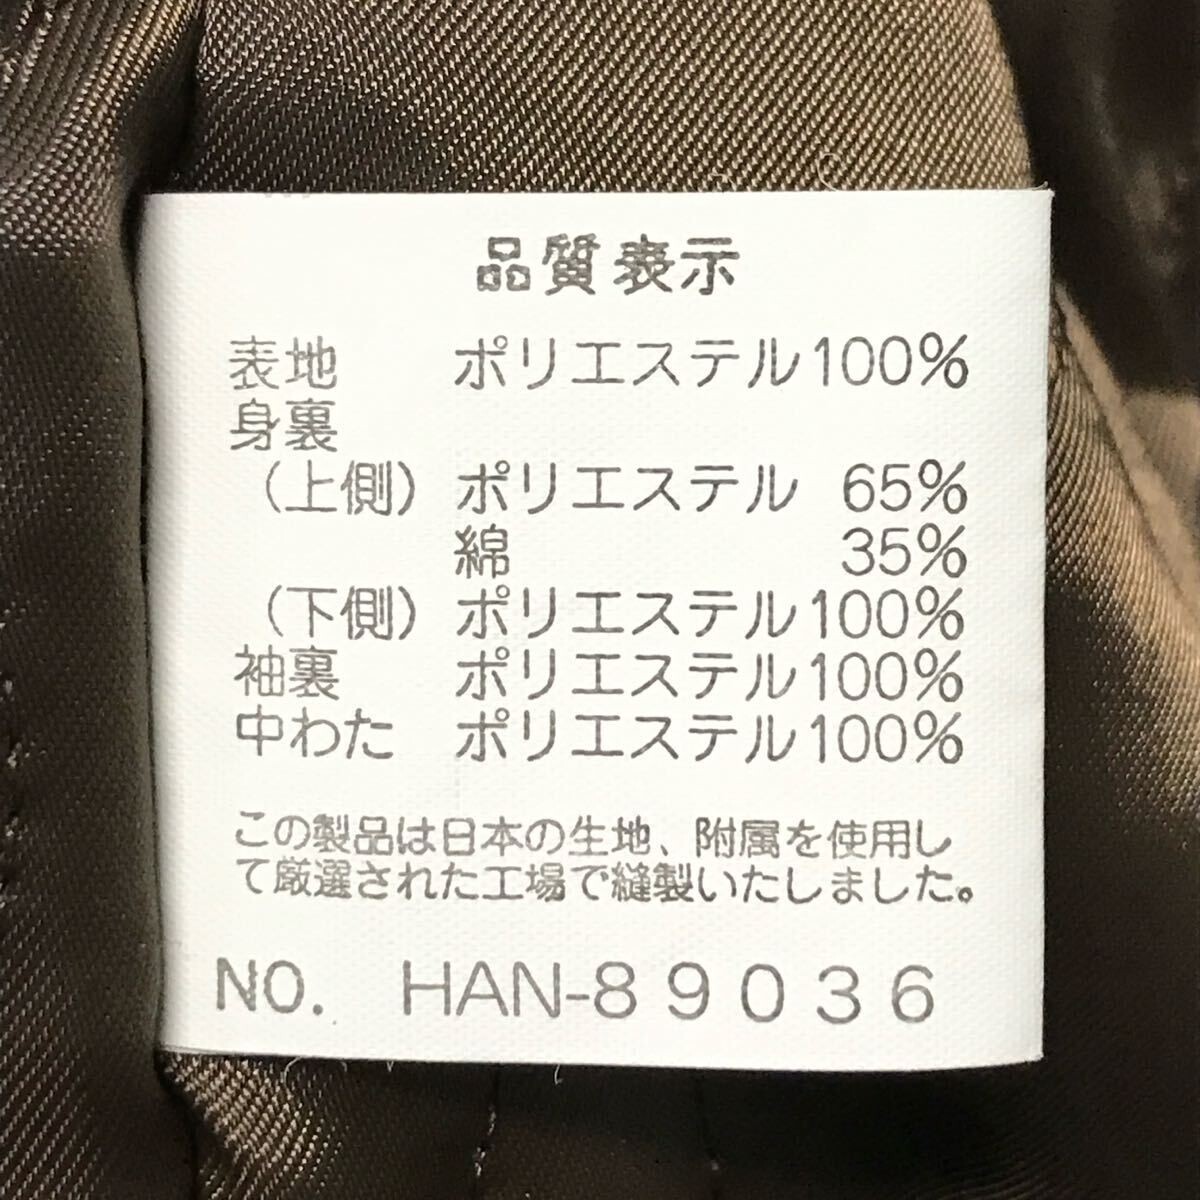 品質表示
表地 ポリエステル100%
身裏
(上側) ポリエステル 65%
綿 35%
(下側) ポリエステル100%
袖裏 ポリエステル100%
中わた ポリエステル100%
この製品は日本の生地、附属を使用し
て厳選された工場で縫製いたしました。
NO. HAN-89036